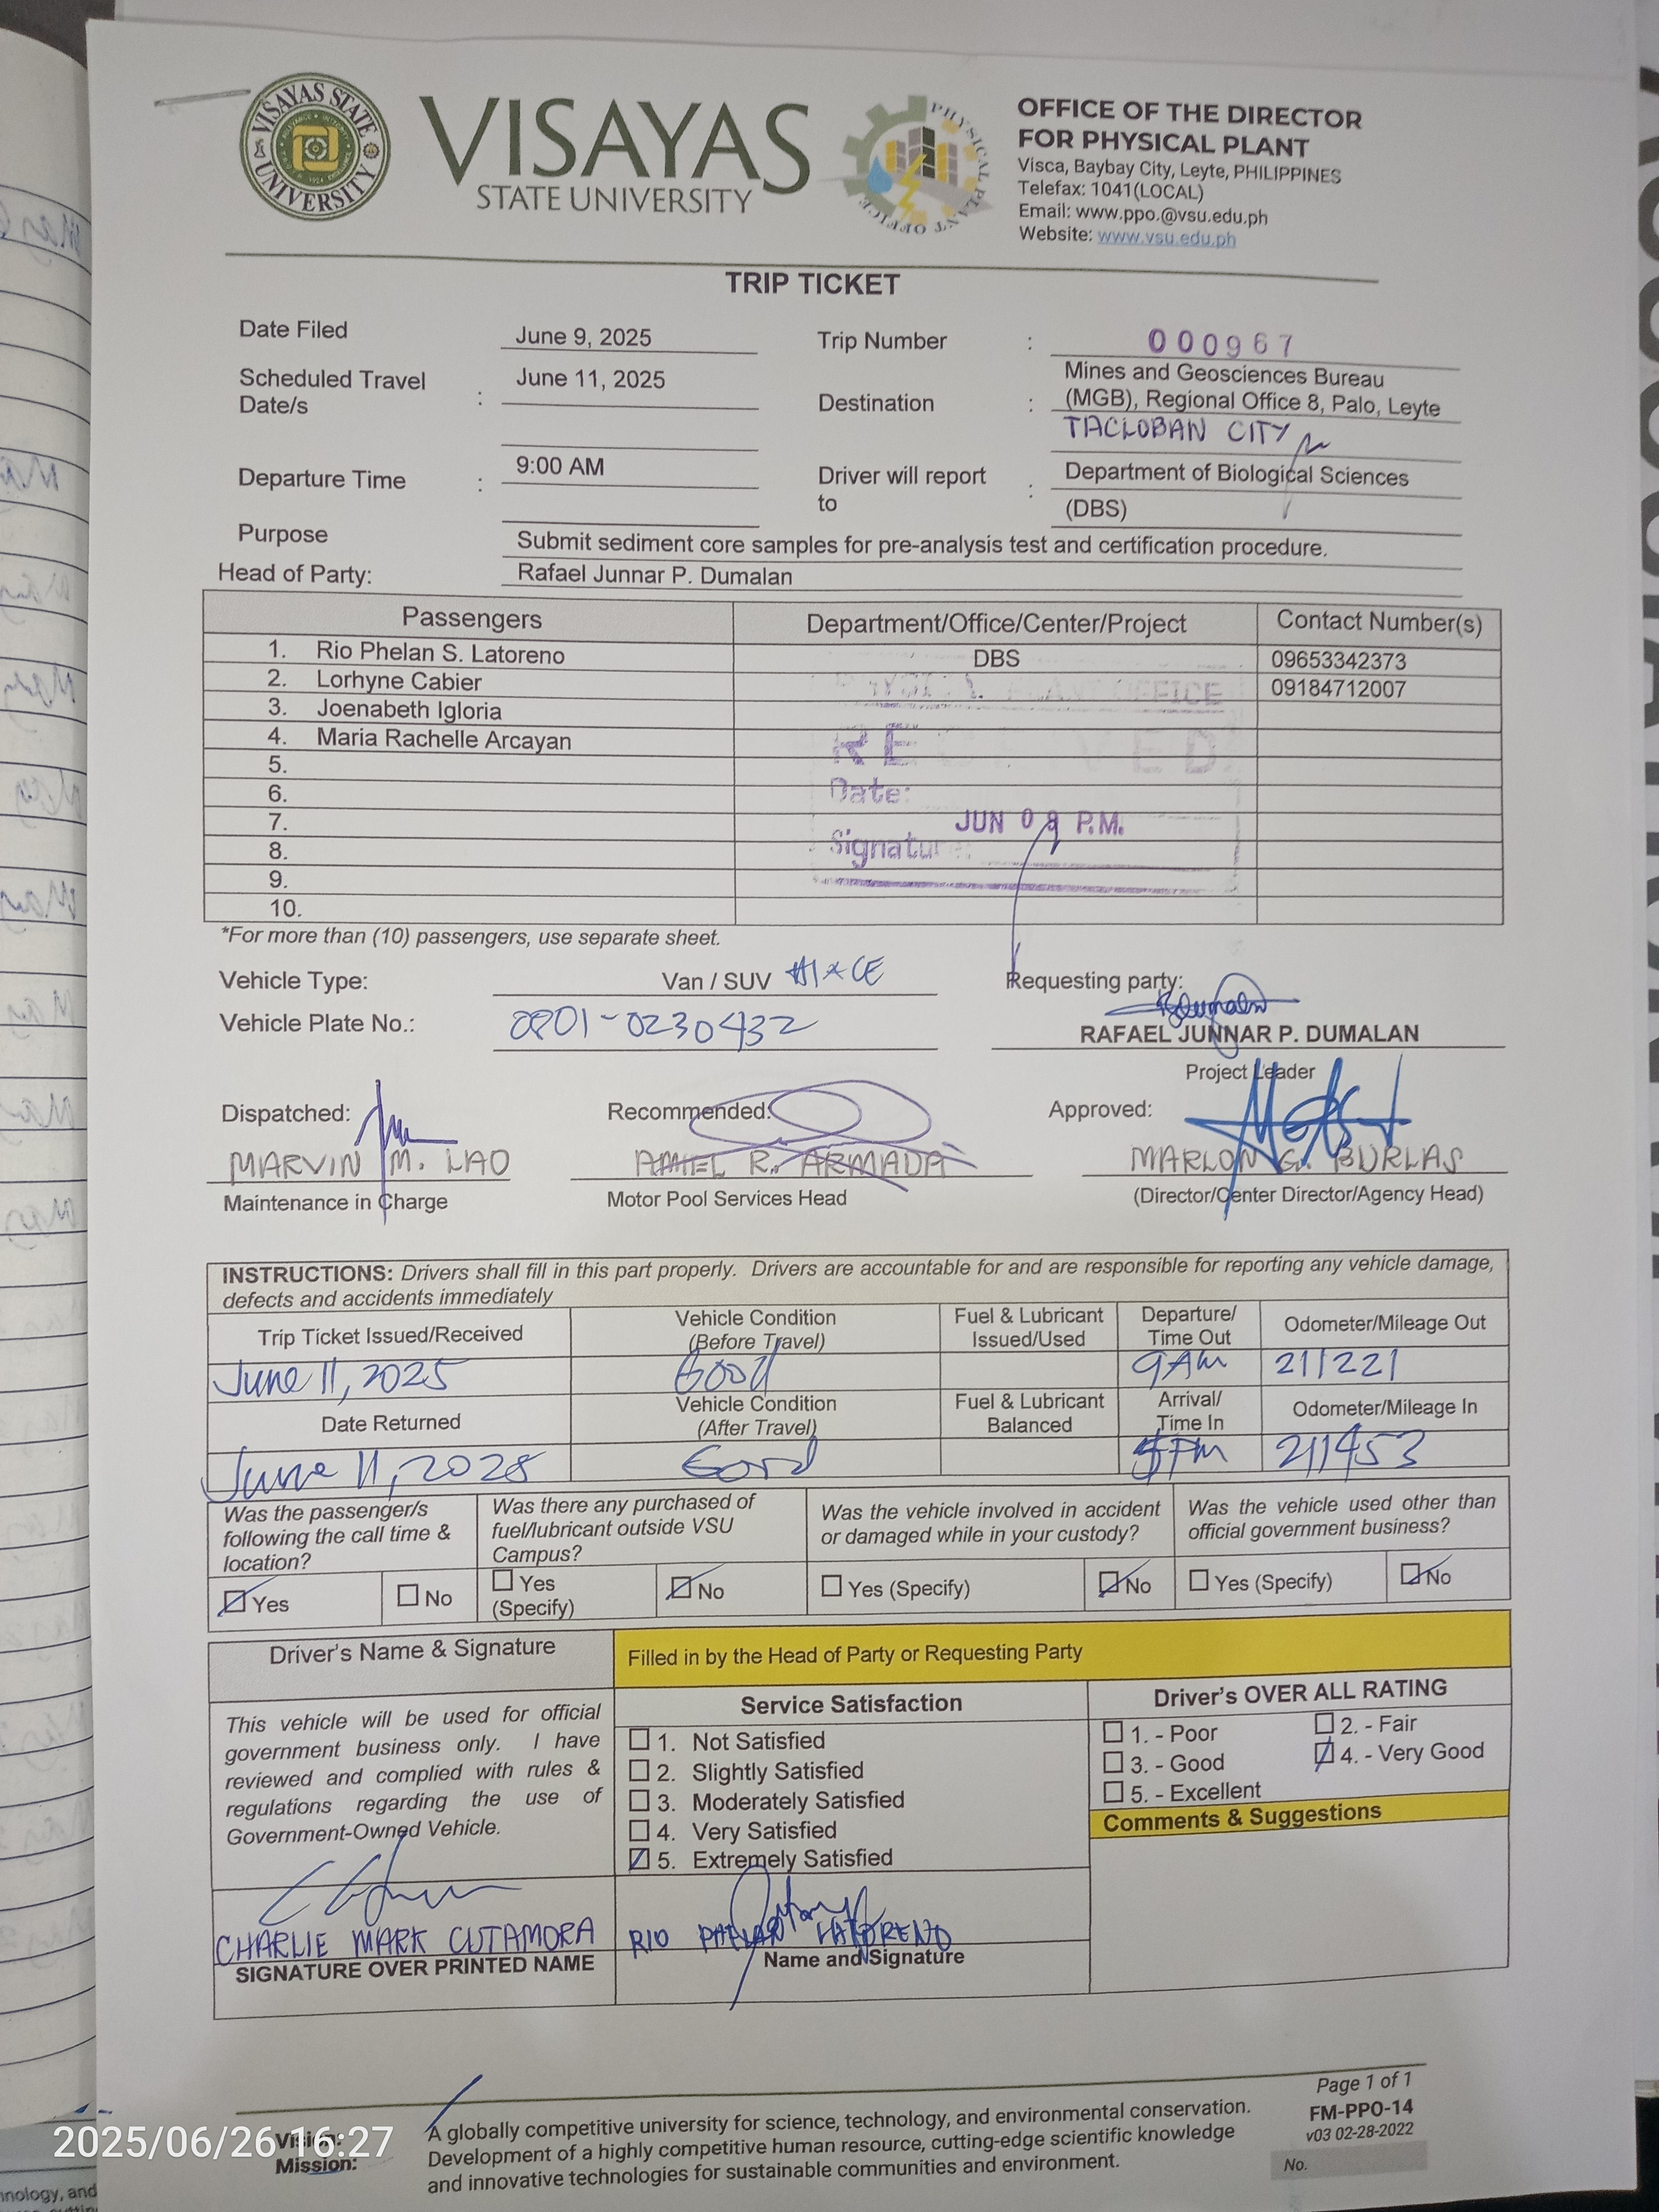 VISAYAS STATE UNIVERSITY
VISAYAS
STATE UNIVERSITY
PHYSICAL PLANT OFFICE
OFFICE OF THE DIRECTOR
FOR PHYSICAL PLANT
Visca, Baybay City, Leyte, PHILIPPINES
Telefax: 1041(LOCAL)
Email: www.ppo.@vsu.edu.ph
Website: www.vsu.edu.ph
TRIP TICKET
Date Filed June 9, 2025 Trip Number : 000967
Scheduled Travel Date/s : June 11, 2025
Destination : Mines and Geosciences Bureau
(MGB), Regional Office 8, Palo, Leyte
TACLOBAN CITY
Departure Time : 9:00 AM
Driver will report to : Department of Biological Sciences
(DBS)
Purpose Submit sediment core samples for pre-analysis test and certification procedure.
Head of Party: Rafael Junnar P. Dumalan
Passengers Department/Office/Center/Project Contact Number(s)
1. Rio Phelan S. Latoreno DBS 09653342373
2. Lorhyne Cabier 09184712007
3. Joenabeth Igloria
4. Maria Rachelle Arcayan
5.
6.
7.
8.
9.
10.
PLANT OFFICE
RECEIVED
Date:
JUN 09 P.M.
Signature:
*For more than (10) passengers, use separate sheet.
Vehicle Type: Van / SUV HIACE
Requesting party:
Vehicle Plate No.: 0801-0230432
RAFAEL JUNNAR P. DUMALAN
Project Leader
Dispatched: Recommended: Approved:
MARVIN M. LAO AMIEL R. ARMADA MARLON G. BURLAS
Maintenance in Charge Motor Pool Services Head (Director/Center Director/Agency Head)
INSTRUCTIONS: Drivers shall fill in this part properly. Drivers are accountable for and are responsible for reporting any vehicle damage,
defects and accidents immediately
Trip Ticket Issued/Received Vehicle Condition (Before Travel) Fuel & Lubricant Issued/Used Departure/ Time Out Odometer/Mileage Out
June 11, 2025 Good 9AM 211221
Date Returned Vehicle Condition (After Travel) Fuel & Lubricant Balanced Arrival/ Time In Odometer/Mileage In
June 11, 2025 Good PM 211453
Was the passenger/s following the call time & location?
Was there any purchased of fuel/lubricant outside VSU Campus?
Was the vehicle involved in accident or damaged while in your custody?
Was the vehicle used other than official government business?
Yes No Yes (Specify) No Yes (Specify) No Yes (Specify) No
Driver's Name & Signature
Filled in by the Head of Party or Requesting Party
This vehicle will be used for official
government business only. I have
reviewed and complied with rules &
regulations regarding the use of
Government-Owned Vehicle.
CHARLIE MARK CUTAMORA
SIGNATURE OVER PRINTED NAME
Service Satisfaction
1. Not Satisfied
2. Slightly Satisfied
3. Moderately Satisfied
4. Very Satisfied
5. Extremely Satisfied
RIO PHELAN LATORENO
Name and Signature
Driver's OVER ALL RATING
1. - Poor 2. - Fair
3. - Good 4. - Very Good
5. - Excellent
Comments & Suggestions
Vision: A globally competitive university for science, technology, and environmental conservation.
Mission: Development of a highly competitive human resource, cutting-edge scientific knowledge
and innovative technologies for sustainable communities and environment.
Page 1 of 1
FM-PPO-14
v03 02-28-2022
No.
2025/06/26 16:27
nology, and